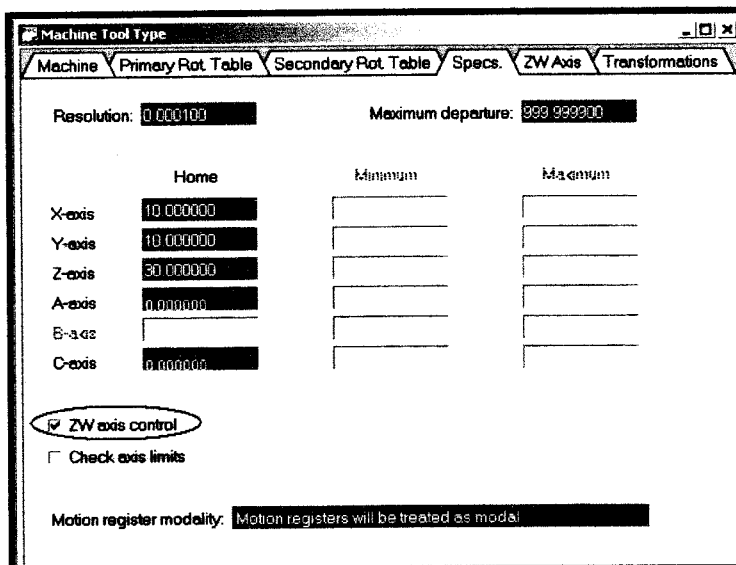 Machine Tool Type
Machine Primary Rot. Table Secondary Rot. Table Specs. ZW Axis Transformations
Resolution: 0.000100 Maximum departure: 999.999900
Home Minimum Maximum
X-axis 10.000000
Y-axis 10.000000
Z-axis 30.000000
A-axis 0.000000
B-axis
C-axis 0.000000
ZW axis control
Check axis limits
Motion register modality: Motion registers will be treated as modal